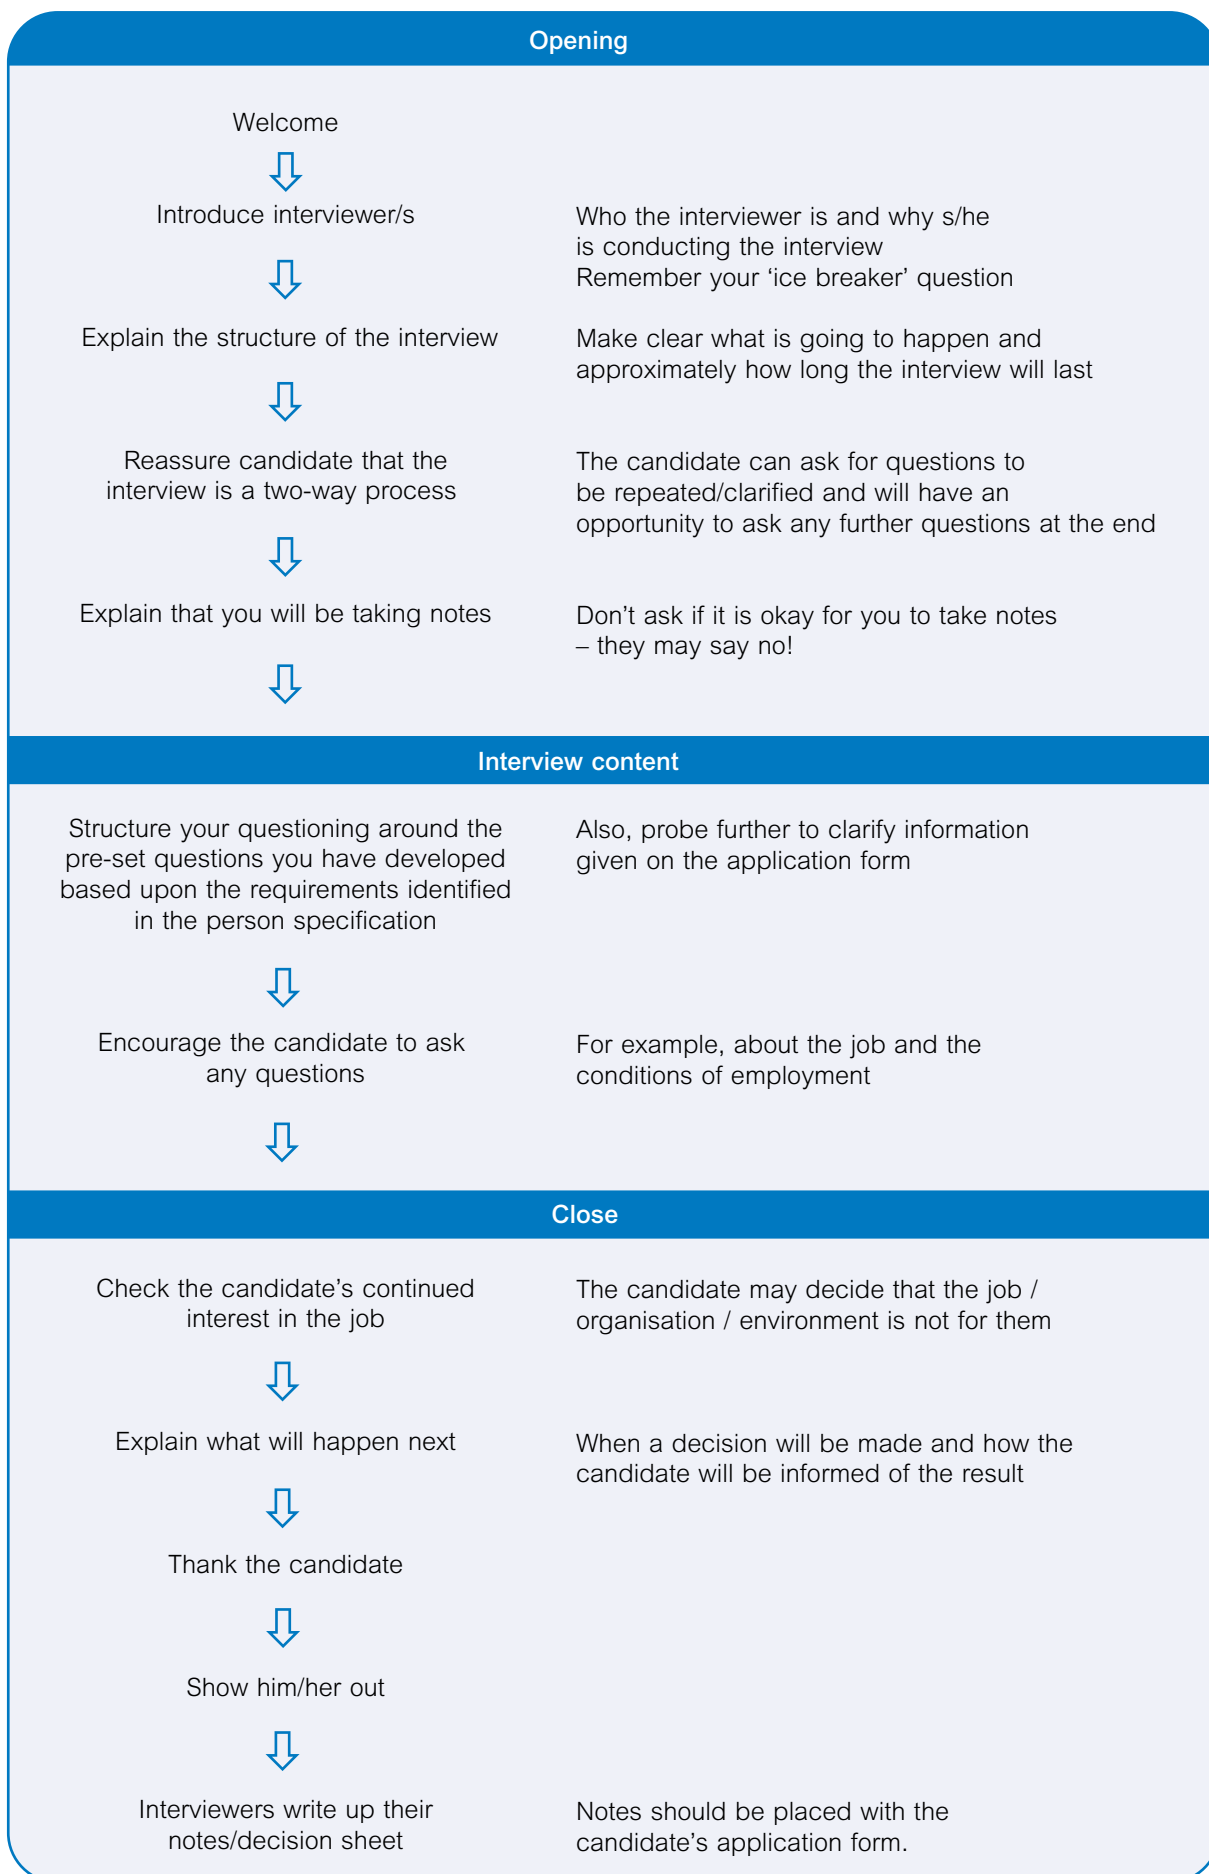 Opening
Welcome
Introduce interviewer/s
Who the interviewer is and why s/he
is conducting the interview
Remember your ‘ice breaker’ question
Explain the structure of the interview
Make clear what is going to happen and
approximately how long the interview will last
Reassure candidate that the
interview is a two-way process
The candidate can ask for questions to
be repeated/clarified and will have an
opportunity to ask any further questions at the end
Explain that you will be taking notes
Don’t ask if it is okay for you to take notes
– they may say no!
Interview content
Structure your questioning around the
pre-set questions you have developed
based upon the requirements identified
in the person specification
Also, probe further to clarify information
given on the application form
Encourage the candidate to ask
any questions
For example, about the job and the
conditions of employment
Close
Check the candidate’s continued
interest in the job
The candidate may decide that the job /
organisation / environment is not for them
Explain what will happen next
When a decision will be made and how the
candidate will be informed of the result
Thank the candidate
Show him/her out
Interviewers write up their
notes/decision sheet
Notes should be placed with the
candidate’s application form.